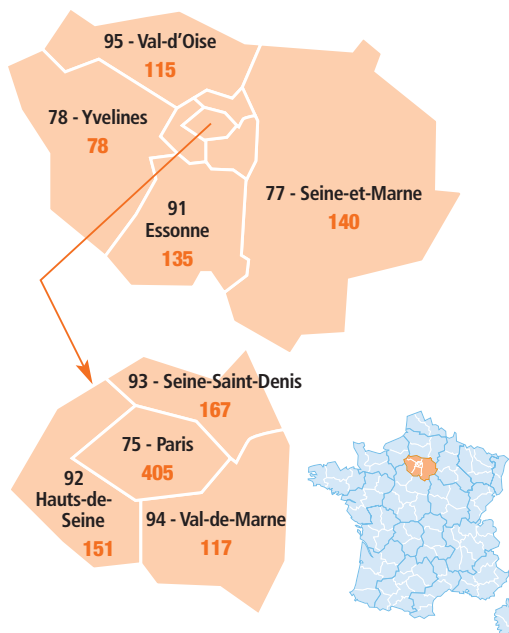 95 - Val-d’Oise
115
78 - Yvelines
78
77 - Seine-et-Marne
140
91
Essonne
135
93 - Seine-Saint-Denis
167
75 - Paris
405
92
Hauts-de-
Seine
151
94 - Val-de-Marne
117